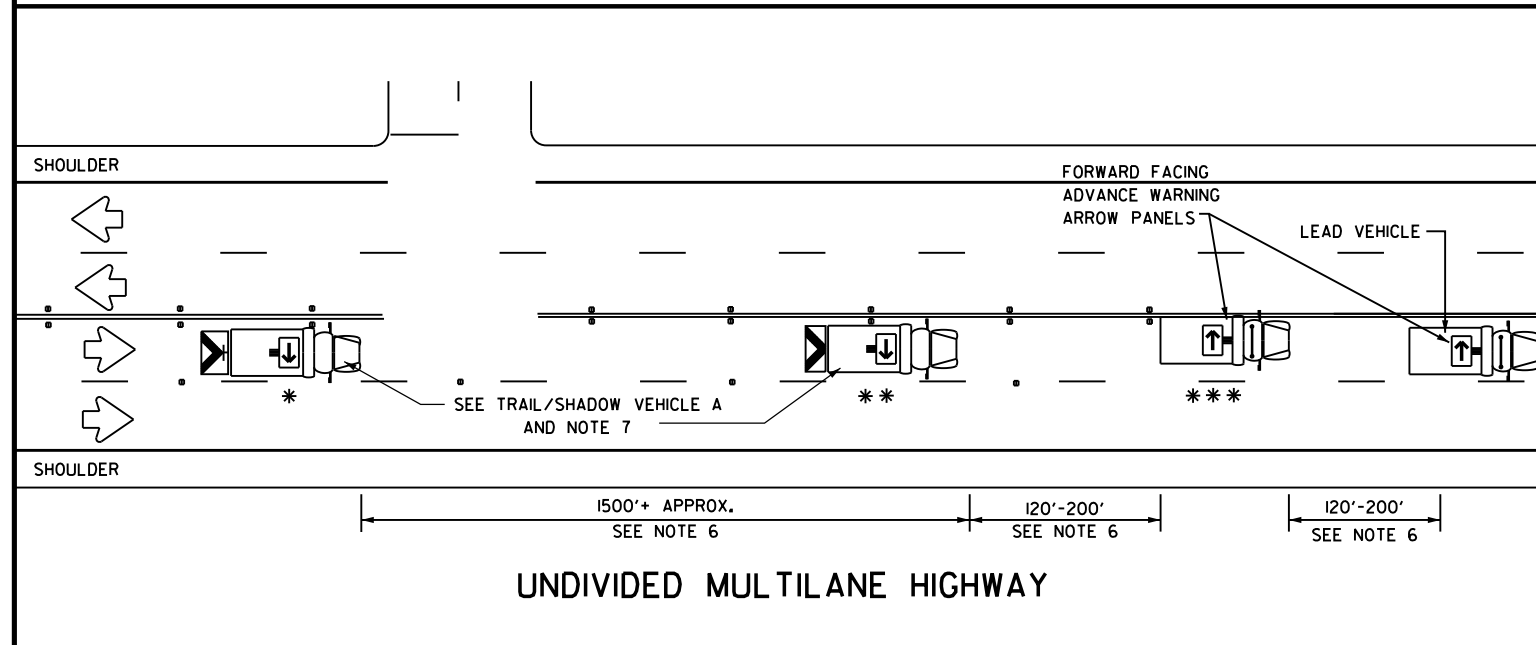 SHOULDER
FORWARD FACING
ADVANCE WARNING
ARROW PANELS
LEAD VEHICLE
*
* *
* * *
SEE TRAIL/SHADOW VEHICLE A
AND NOTE 7
SHOULDER
1500'+ APPROX.
SEE NOTE 6
120'-200'
SEE NOTE 6
120'-200'
SEE NOTE 6
UNDIVIDED MULTILANE HIGHWAY